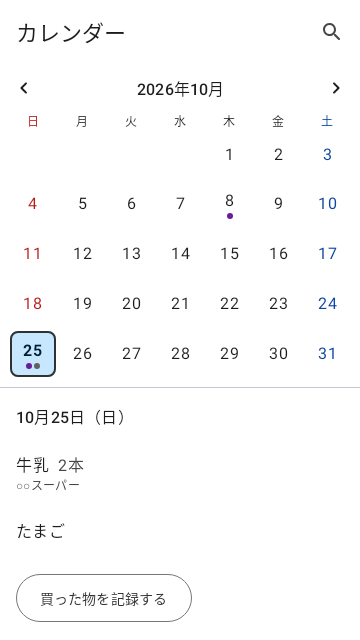 カレンダー
2026年10月
日 月 火 水 木 金 土
1 2 3
4 5 6 7 8 9 10
11 12 13 14 15 16 17
18 19 20 21 22 23 24
25 26 27 28 29 30 31
10月25日（日）
牛乳 2本
○○スーパー
たまご
買った物を記録する